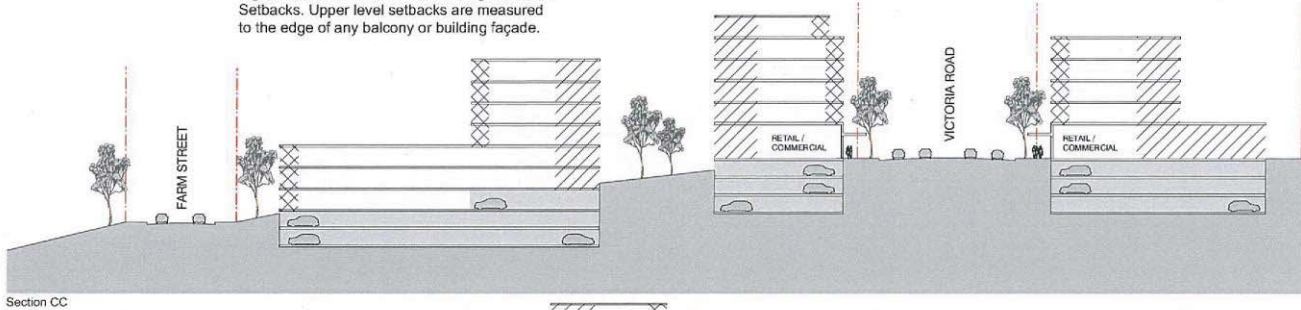 Setbacks. Upper level setbacks are measured
to the edge of any balcony or building façade.
FARM STREET
RETAIL /
COMMERCIAL
VICTORIA ROAD
RETAIL /
COMMERCIAL
Section CC